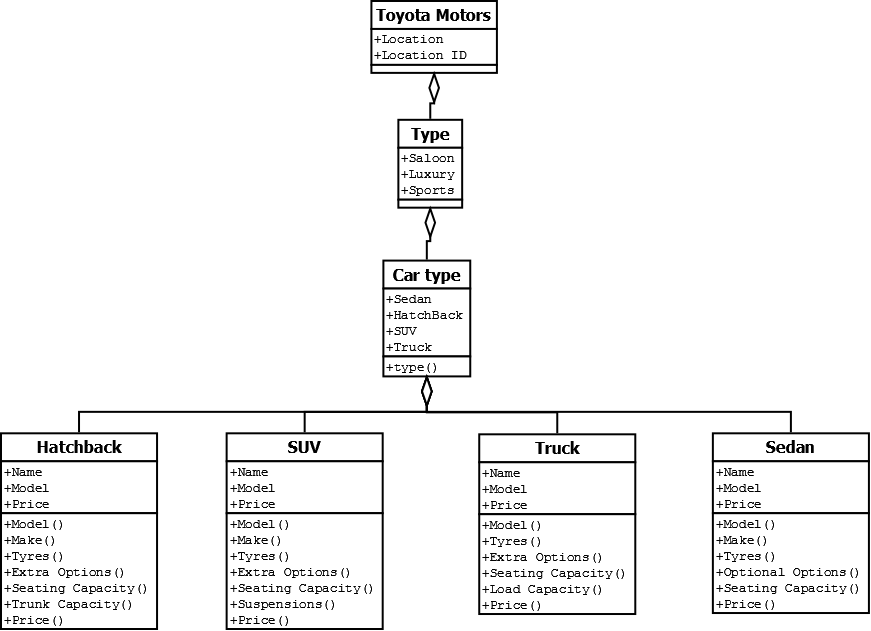 Toyota Motors
+Location
+Location ID
Type
+Saloon
+Luxury
+Sports
Car type
+Sedan
+HatchBack
+SUV
+Truck
+type()
Hatchback
+Name
+Model
+Price
+Model()
+Make()
+Tyres()
+Extra Options()
+Seating Capacity()
+Trunk Capacity()
+Price()
SUV
+Name
+Model
+Price
+Model()
+Make()
+Tyres()
+Extra Options()
+Seating Capacity()
+Suspensions()
+Price()
Truck
+Name
+Model
+Price
+Model()
+Tyres()
+Extra Options()
+Seating Capacity()
+Load Capacity()
+Price()
Sedan
+Name
+Model
+Price
+Model()
+Make()
+Tyres()
+Optional Options()
+Seating Capacity()
+Price()